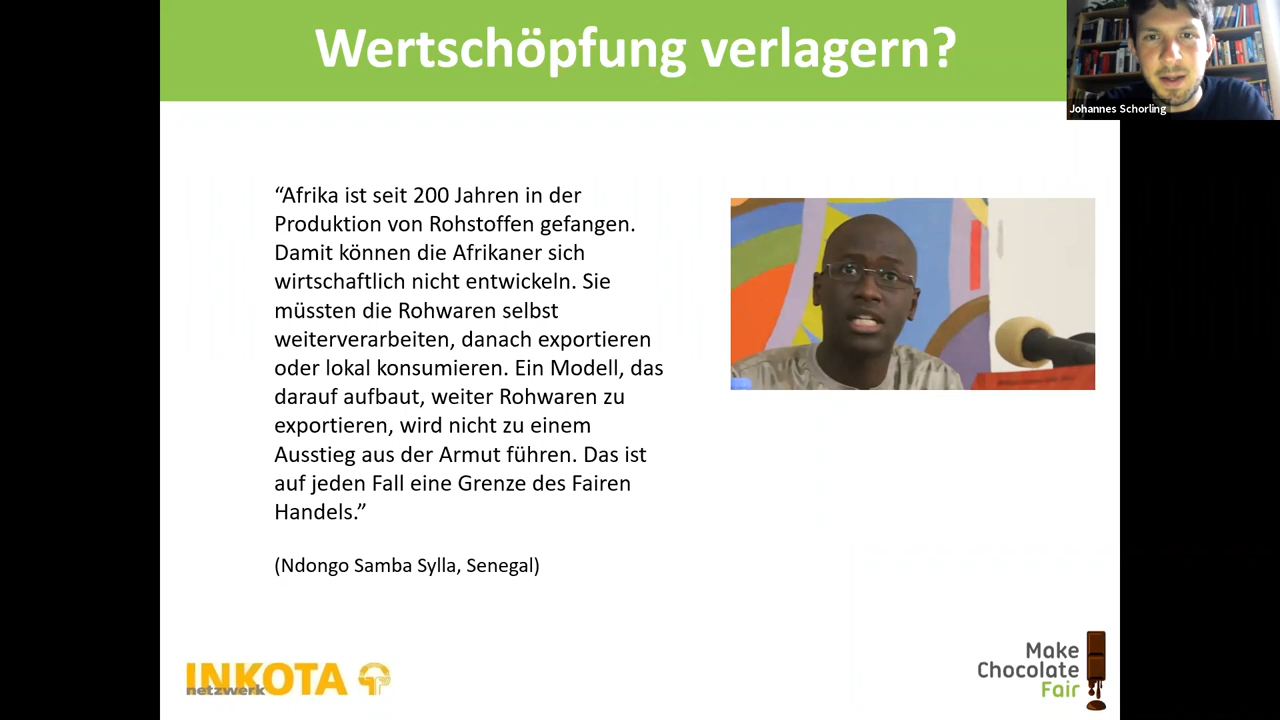 Wertschöpfung verlagern?
Johannes Schorling
“Afrika ist seit 200 Jahren in der
Produktion von Rohstoffen gefangen.
Damit können die Afrikaner sich
wirtschaftlich nicht entwickeln. Sie
müssten die Rohwaren selbst
weiterverarbeiten, danach exportieren
oder lokal konsumieren. Ein Modell, das
darauf aufbaut, weiter Rohwaren zu
exportieren, wird nicht zu einem
Ausstieg aus der Armut führen. Das ist
auf jeden Fall eine Grenze des Fairen
Handels.”
(Ndongo Samba Sylla, Senegal)
INKOTA
netzwerk
Make
Chocolate
Fair